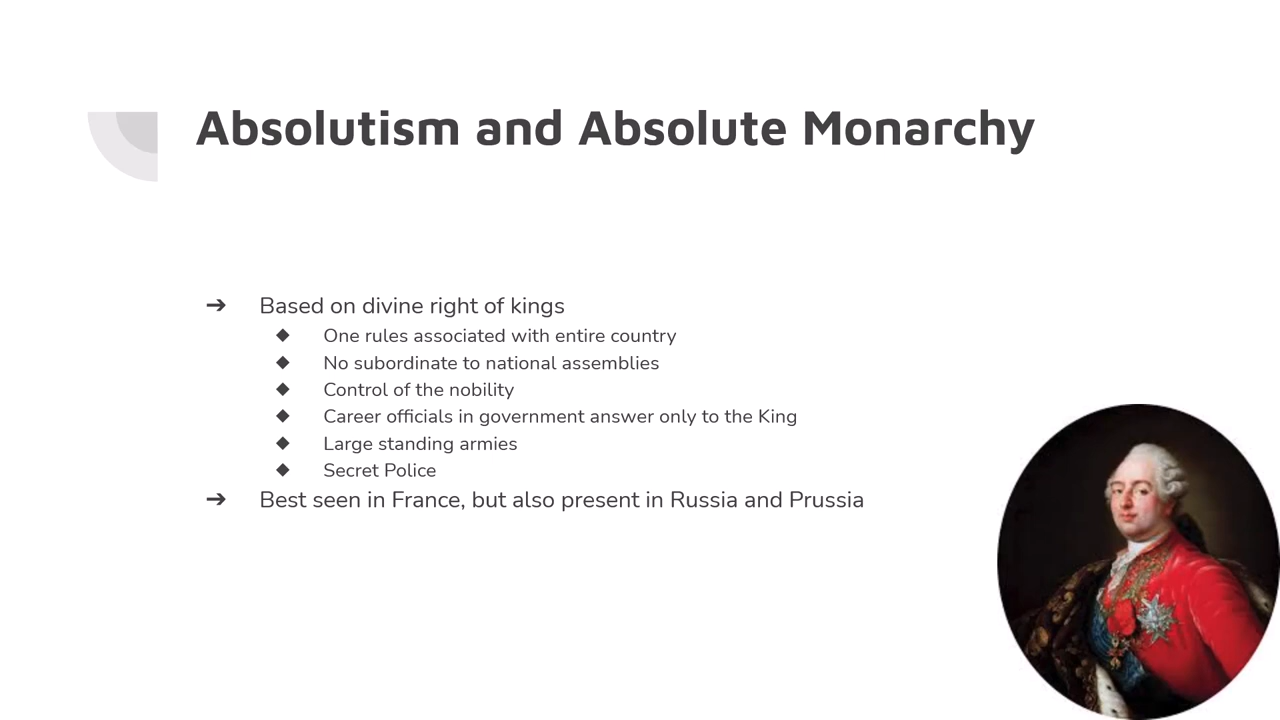 Absolutism and Absolute Monarchy
➔ Based on divine right of kings
◆ One rules associated with entire country
◆ No subordinate to national assemblies
◆ Control of the nobility
◆ Career officials in government answer only to the King
◆ Large standing armies
◆ Secret Police
➔ Best seen in France, but also present in Russia and Prussia